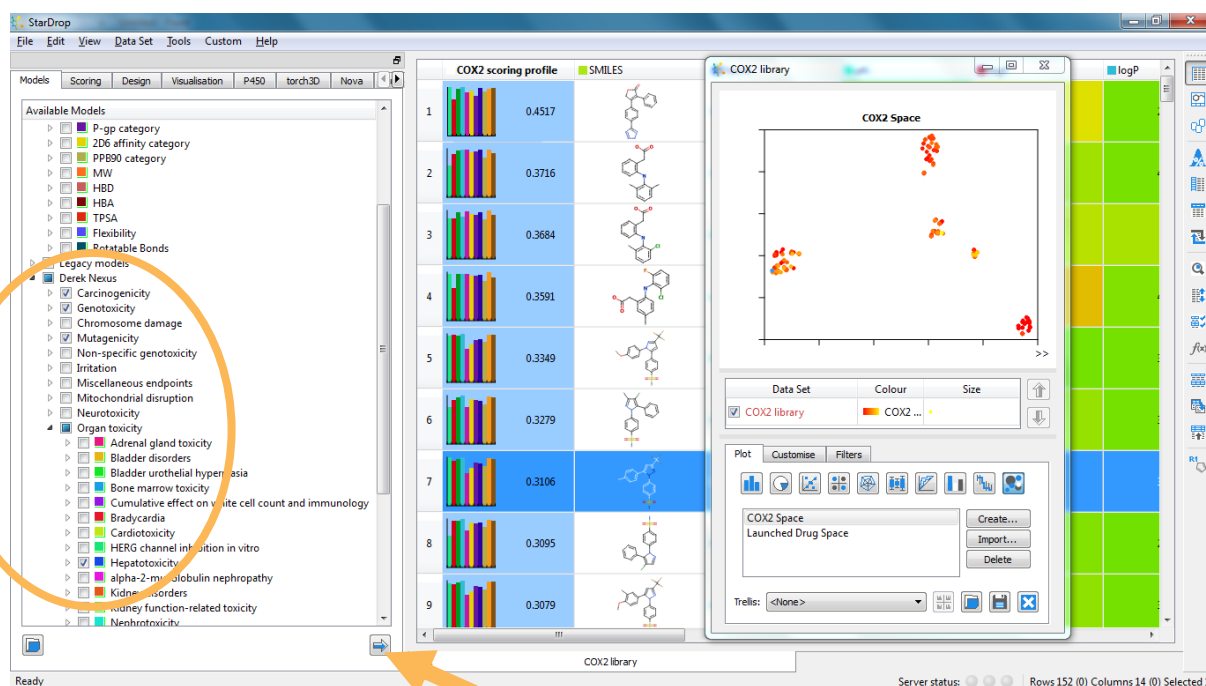 StarDrop
File Edit View Data Set Tools Custom Help
Models Scoring Design Visualisation P450 torch3D Nova
Available Models
P-gp category
2D6 affinity category
PPB90 category
MW
HBD
HBA
TPSA
Flexibility
Rotatable Bonds
Legacy models
Derek Nexus
Carcinogenicity
Genotoxicity
Chromosome damage
Mutagenicity
Non-specific genotoxicity
Irritation
Miscellaneous endpoints
Mitochondrial disruption
Neurotoxicity
Organ toxicity
Adrenal gland toxicity
Bladder disorders
Bladder urothelial hyperplasia
Bone marrow toxicity
Cumulative effect on white cell count and immunology
Bradycardia
Cardiotoxicity
HERG channel inhibition in vitro
Hepatotoxicity
alpha-2-mu-Globulin nephropathy
Kidney disorders
Kidney function-related toxicity
Nephrotoxicity
COX2 scoring profile SMILES logP
1 0.4517
2 0.3716
3 0.3684
4 0.3591
5 0.3349
6 0.3279
7 0.3106
8 0.3095
9 0.3079
COX2 library
COX2 Space
>>
Data Set Colour Size
COX2 library COX2 ...
Plot Customise Filters
COX2 Space
Launched Drug Space
Create...
Import...
Delete
Trellis: <None>
f(x)
R1
COX2 library
Ready
Server status: Rows 152 (0) Columns 14 (0) Selected